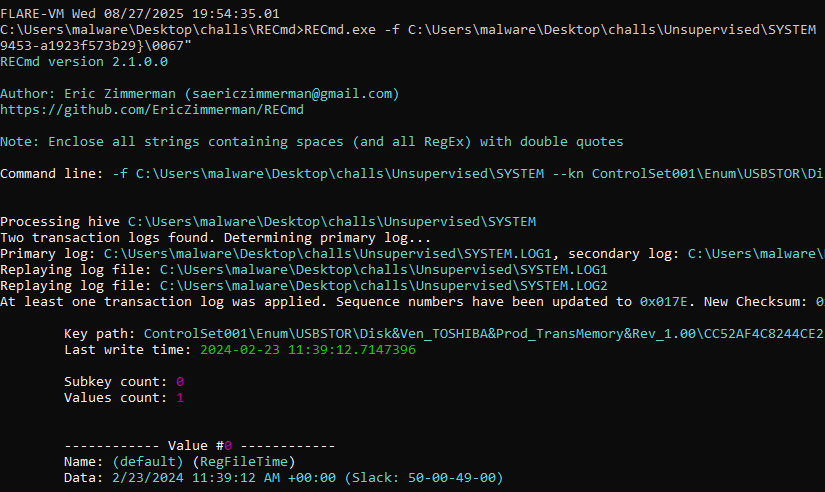 FLARE-VM Wed 08/27/2025 19:54:35.01
C:\Users\malware\Desktop\challs\RECmd>RECmd.exe -f C:\Users\malware\Desktop\challs\Unsupervised\SYSTEM
9453-a1923f573b29}\0067"
RECmd version 2.1.0.0
Author: Eric Zimmerman (saericzimmerman@gmail.com)
https://github.com/EricZimmerman/RECmd
Note: Enclose all strings containing spaces (and all RegEx) with double quotes
Command line: -f C:\Users\malware\Desktop\challs\Unsupervised\SYSTEM --kn ControlSet001\Enum\USBSTOR\Di
Processing hive C:\Users\malware\Desktop\challs\Unsupervised\SYSTEM
Two transaction logs found. Determining primary log...
Primary log: C:\Users\malware\Desktop\challs\Unsupervised\SYSTEM.LOG1, secondary log: C:\Users\malware\
Replaying log file: C:\Users\malware\Desktop\challs\Unsupervised\SYSTEM.LOG1
Replaying log file: C:\Users\malware\Desktop\challs\Unsupervised\SYSTEM.LOG2
At least one transaction log was applied. Sequence numbers have been updated to 0x017E. New Checksum: 0
Key path: ControlSet001\Enum\USBSTOR\Disk&Ven_TOSHIBA&Prod_TransMemory&Rev_1.00\CC52AF4C8244CE2
Last write time: 2024-02-23 11:39:12.7147396
Subkey count: 0
Values count: 1
------------ Value #0 ------------
Name: (default) (RegFileTime)
Data: 2/23/2024 11:39:12 AM +00:00 (Slack: 50-00-49-00)